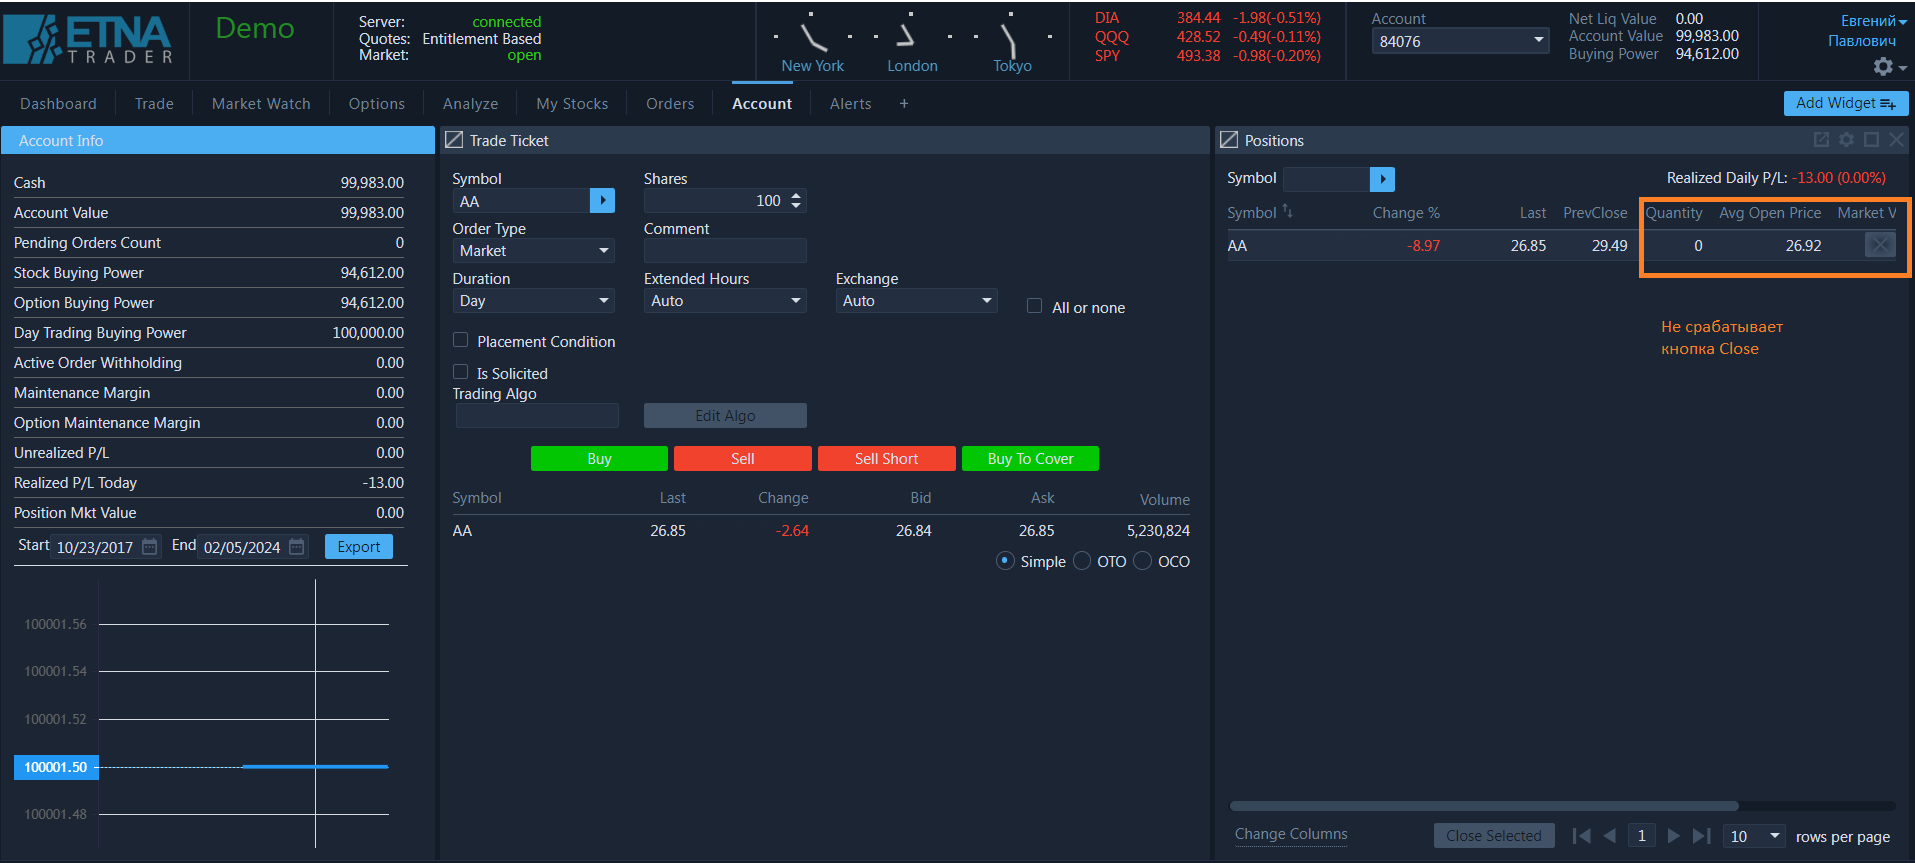 ETNA
TRADER
Demo
Server: connected
Quotes: Entitlement Based
Market: open
New York
London
Tokyo
DIA 384.44 -1.98(-0.51%)
QQQ 428.52 -0.49(-0.11%)
SPY 493.38 -0.98(-0.20%)
Account
84076
Net Liq Value 0.00
Account Value 99,983.00
Buying Power 94,612.00
Евгений
Павлович
Dashboard Trade Market Watch Options Analyze My Stocks Orders Account Alerts +
Add Widget
Account Info
Cash 99,983.00
Account Value 99,983.00
Pending Orders Count 0
Stock Buying Power 94,612.00
Option Buying Power 94,612.00
Day Trading Buying Power 100,000.00
Active Order Withholding 0.00
Maintenance Margin 0.00
Option Maintenance Margin 0.00
Unrealized P/L 0.00
Realized P/L Today -13.00
Position Mkt Value 0.00
Start 10/23/2017 End 02/05/2024 Export
100001.56
100001.54
100001.52
100001.50
100001.48
Trade Ticket
Symbol Shares
AA 100
Order Type Comment
Market
Duration Extended Hours Exchange
Day Auto Auto All or none
Placement Condition
Is Solicited
Trading Algo
Edit Algo
Buy Sell Sell Short Buy To Cover
Symbol Last Change Bid Ask Volume
AA 26.85 -2.64 26.84 26.85 5,230,824
Simple OTO OCO
Positions
Symbol Realized Daily P/L: -13.00 (0.00%)
Symbol Change % Last PrevClose Quantity Avg Open Price Market V
AA -8.97 26.85 29.49 0 26.92
Не срабатывает
кнопка Close
Change Columns Close Selected 1 10 rows per page